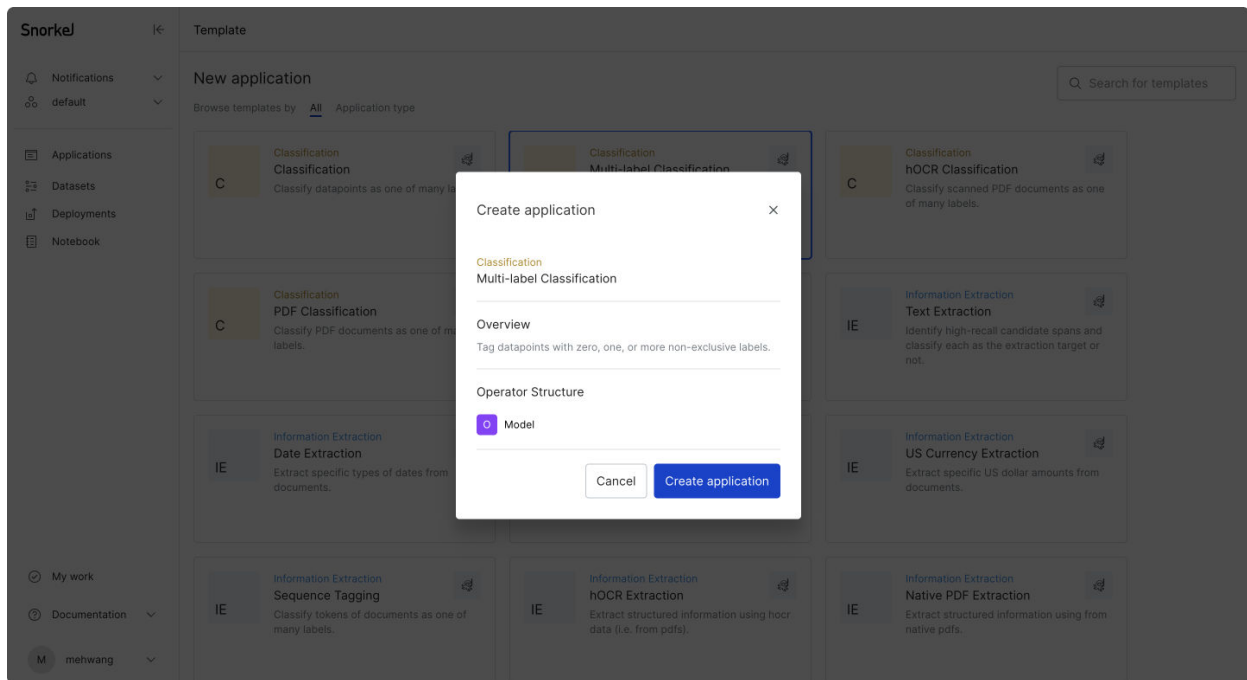 Snorkel
Notifications
default
Applications
Datasets
Deployments
Notebook
My work
Documentation
M mehwang
Template
New application
Search for templates
Browse templates by All Application type
C
Classification
Classification
Classify datapoints as one of many la
Classification
Multi-label Classification
C
Classification
hOCR Classification
Classify scanned PDF documents as one
of many labels.
C
Classification
PDF Classification
Classify PDF documents as one of ma
labels.
IE
Information Extraction
Text Extraction
Identify high-recall candidate spans and
classify each as the extraction target or
not.
IE
Information Extraction
Date Extraction
Extract specific types of dates from
documents.
IE
Information Extraction
US Currency Extraction
Extract specific US dollar amounts from
documents.
IE
Information Extraction
Sequence Tagging
Classify tokens of documents as one of
many labels.
IE
Information Extraction
hOCR Extraction
Extract structured information using hocr
data (i.e. from pdfs).
IE
Information Extraction
Native PDF Extraction
Extract structured information using from
native pdfs.
Create application
Classification
Multi-label Classification
Overview
Tag datapoints with zero, one, or more non-exclusive labels.
Operator Structure
O Model
Cancel
Create application